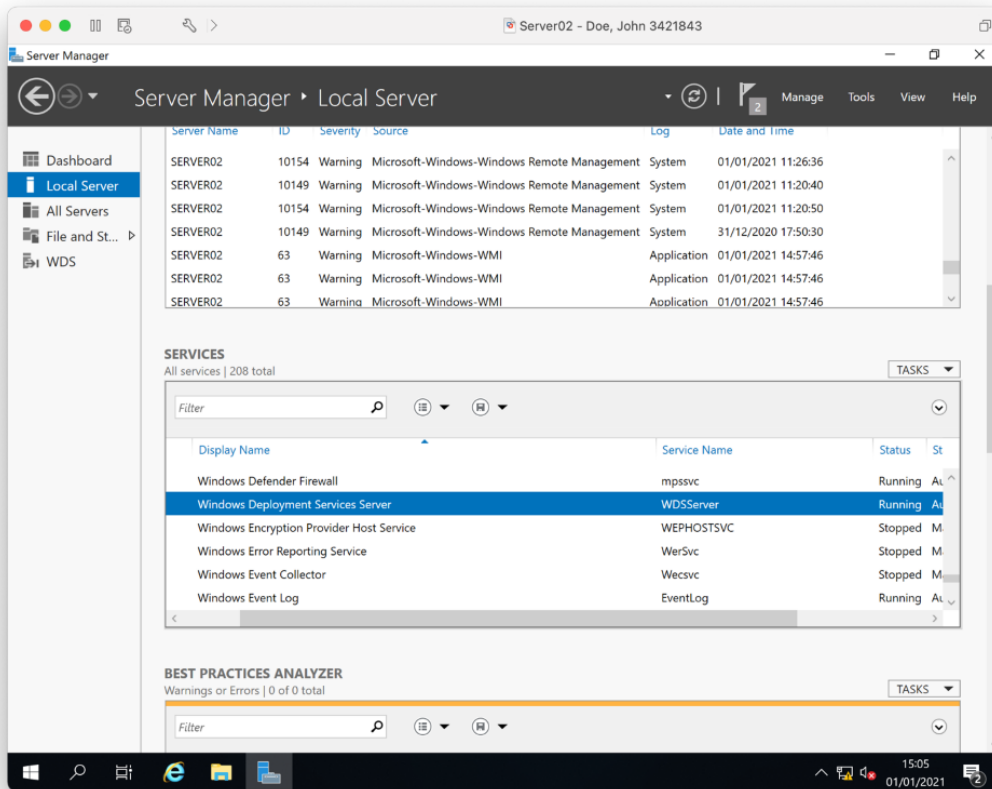 Server02 - Doe, John 3421843
Server Manager
Server Manager • Local Server
2 Manage Tools View Help
Dashboard
Local Server
All Servers
File and St...
WDS
Server Name ID Severity Source Log Date and Time
SERVER02 10154 Warning Microsoft-Windows-Windows Remote Management System 01/01/2021 11:26:36
SERVER02 10149 Warning Microsoft-Windows-Windows Remote Management System 01/01/2021 11:20:40
SERVER02 10154 Warning Microsoft-Windows-Windows Remote Management System 01/01/2021 11:20:50
SERVER02 10149 Warning Microsoft-Windows-Windows Remote Management System 31/12/2020 17:50:30
SERVER02 63 Warning Microsoft-Windows-WMI Application 01/01/2021 14:57:46
SERVER02 63 Warning Microsoft-Windows-WMI Application 01/01/2021 14:57:46
SERVER02 63 Warning Microsoft-Windows-WMI Application 01/01/2021 14:57:46
SERVICES
All services | 208 total
TASKS
Filter
Display Name Service Name Status St
Windows Defender Firewall mpssvc Running Au
Windows Deployment Services Server WDSServer Running Au
Windows Encryption Provider Host Service WEPHOSTSVC Stopped M
Windows Error Reporting Service WerSvc Stopped M
Windows Event Collector Wecsvc Stopped M
Windows Event Log EventLog Running Au
BEST PRACTICES ANALYZER
Warnings or Errors | 0 of 0 total
TASKS
Filter
15:05
01/01/2021
2